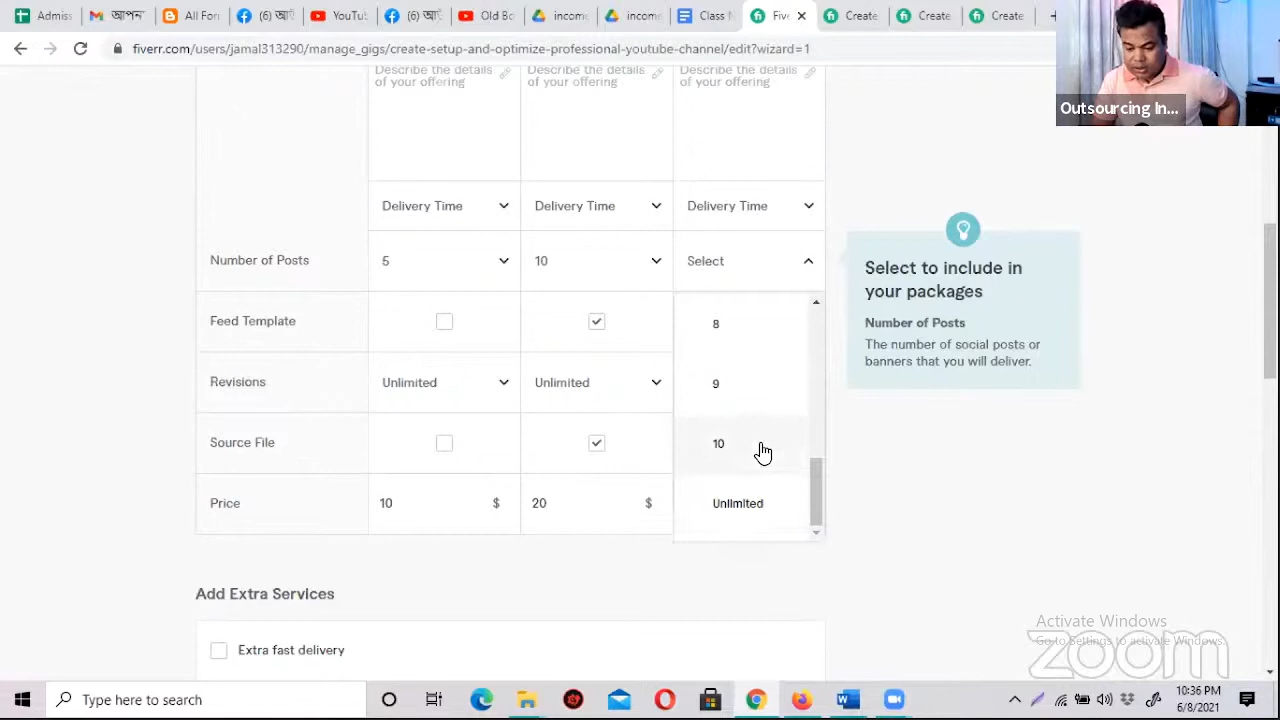 Admis
আপনা
All For
(6) আ
YouTu
(6) আ
Old Bo
incom
incom
Class
Fiv
Create
Create
Create
fiverr.com/users/jamal313290/manage_gigs/create-setup-and-optimize-professional-youtube-channel/edit?wizard=1
Outsourcing In...
Describe the details of your offering
Describe the details of your offering
Describe the details of your offering
Delivery Time
Delivery Time
Delivery Time
Number of Posts
5
10
Select
Select to include in
your packages
Number of Posts
The number of social posts or
banners that you will deliver.
Feed Template
8
9
Revisions
Unlimited
Unlimited
Source File
10
Price
10 $
20 $
Unlimited
Add Extra Services
Extra fast delivery
Activate Windows
Go to Settings to activate Windows.
zoom
Type here to search
10:36 PM
6/8/2021